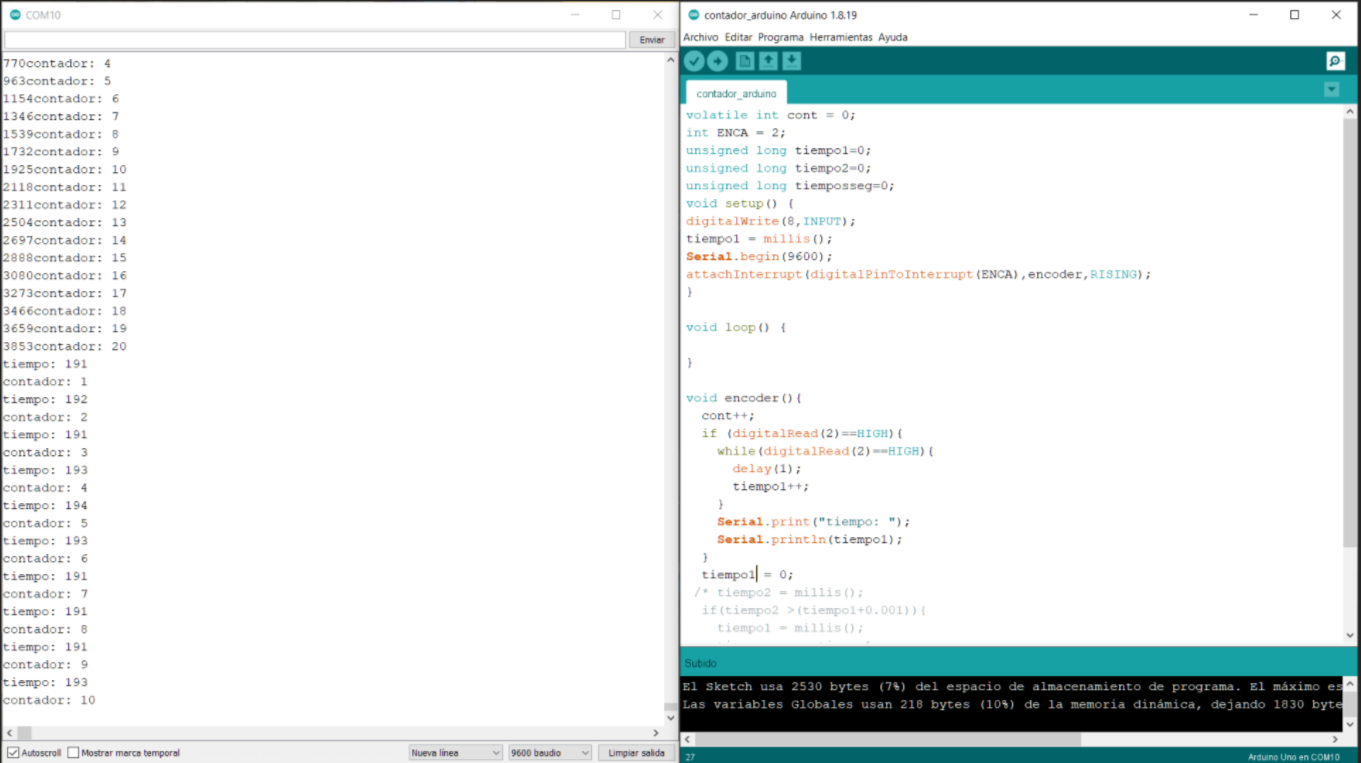 COM10
Enviar
770contador: 4
963contador: 5
1154contador: 6
1346contador: 7
1539contador: 8
1732contador: 9
1925contador: 10
2118contador: 11
2311contador: 12
2504contador: 13
2697contador: 14
2888contador: 15
3080contador: 16
3273contador: 17
3466contador: 18
3659contador: 19
3853contador: 20
tiempo: 191
contador: 1
tiempo: 192
contador: 2
tiempo: 191
contador: 3
tiempo: 193
contador: 4
tiempo: 194
contador: 5
tiempo: 193
contador: 6
tiempo: 191
contador: 7
tiempo: 191
contador: 8
tiempo: 191
contador: 9
tiempo: 193
contador: 10
Autoscroll Mostrar marca temporal Nueva línea 9600 baudio Limpiar salida
contador_arduino Arduino 1.8.19
Archivo Editar Programa Herramientas Ayuda
contador_arduino
volatile int cont = 0;
int ENCA = 2;
unsigned long tiempo1=0;
unsigned long tiempo2=0;
unsigned long tiemposseg=0;
void setup() {
digitalWrite(8,INPUT);
tiempo1 = millis();
Serial.begin(9600);
attachInterrupt(digitalPinToInterrupt(ENCA),encoder,RISING);
}
void loop() {
}
void encoder(){
cont++;
if (digitalRead(2)==HIGH){
while(digitalRead(2)==HIGH){
delay(1);
tiempo1++;
}
Serial.print("tiempo: ");
Serial.println(tiempo1);
}
tiempo1 = 0;
/* tiempo2 = millis();
if(tiempo2 >(tiempo1+0.001)){
tiempo1 = millis();
Subido
El Sketch usa 2530 bytes (7%) del espacio de almacenamiento de programa. El máximo es
Las variables Globales usan 218 bytes (10%) de la memoria dinámica, dejando 1830 byte
27
Arduino Uno en COM10